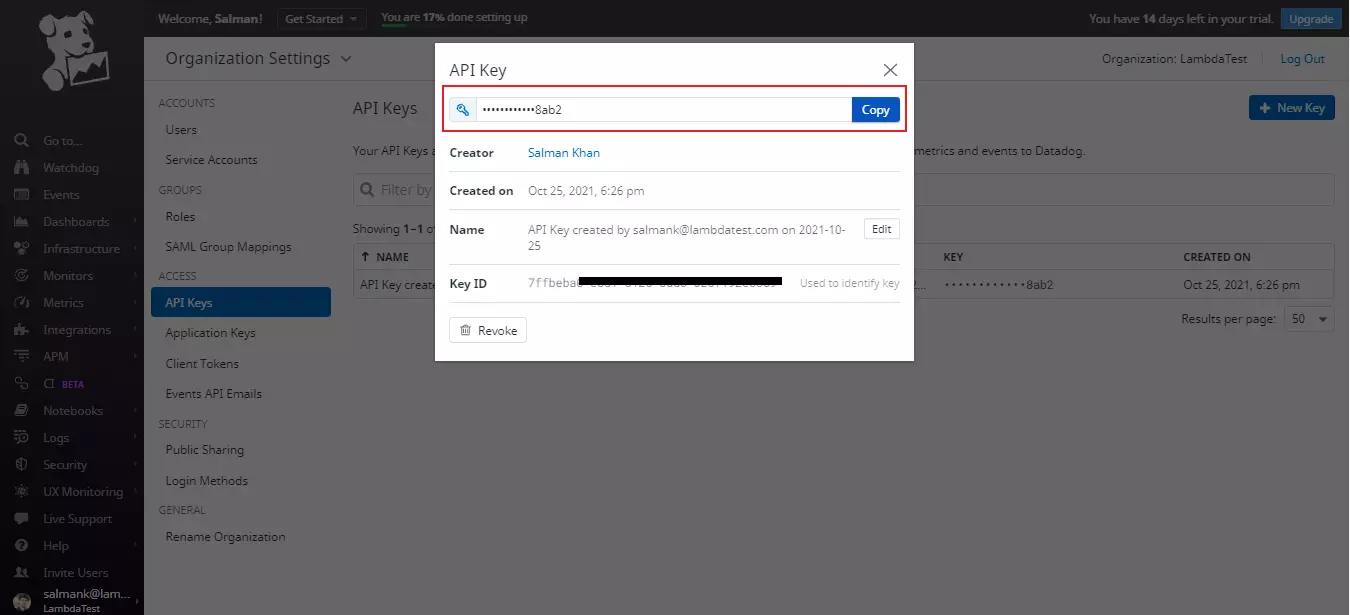 Welcome, Salman!
Get Started
You are 17% done setting up
You have 14 days left in your trial.
Upgrade
Organization Settings
Organization: LambdaTest
Log Out
Go to...
Watchdog
Events
Dashboards
Infrastructure
Monitors
Metrics
Integrations
APM
CI BETA
Notebooks
Logs
Security
UX Monitoring
Live Support
Help
Invite Users
salmank@lam...
LambdaTest
ACCOUNTS
Users
Service Accounts
GROUPS
Roles
SAML Group Mappings
ACCESS
API Keys
Application Keys
Client Tokens
Events API Emails
SECURITY
Public Sharing
Login Methods
GENERAL
Rename Organization
API Keys
New Key
Your API Keys
metrics and events to Datadog.
Filter by
Showing 1–1
NAME
KEY
CREATED ON
API Key create
2...
••••••••••••8ab2
Oct 25, 2021, 6:26 pm
Results per page: 50
API Key
••••••••••••8ab2
Copy
Creator Salman Khan
Created on Oct 25, 2021, 6:26 pm
Name API Key created by salmank@lambdatest.com on 2021-10-
25
Edit
Key ID 7ffbeba
Used to identify key
Revoke